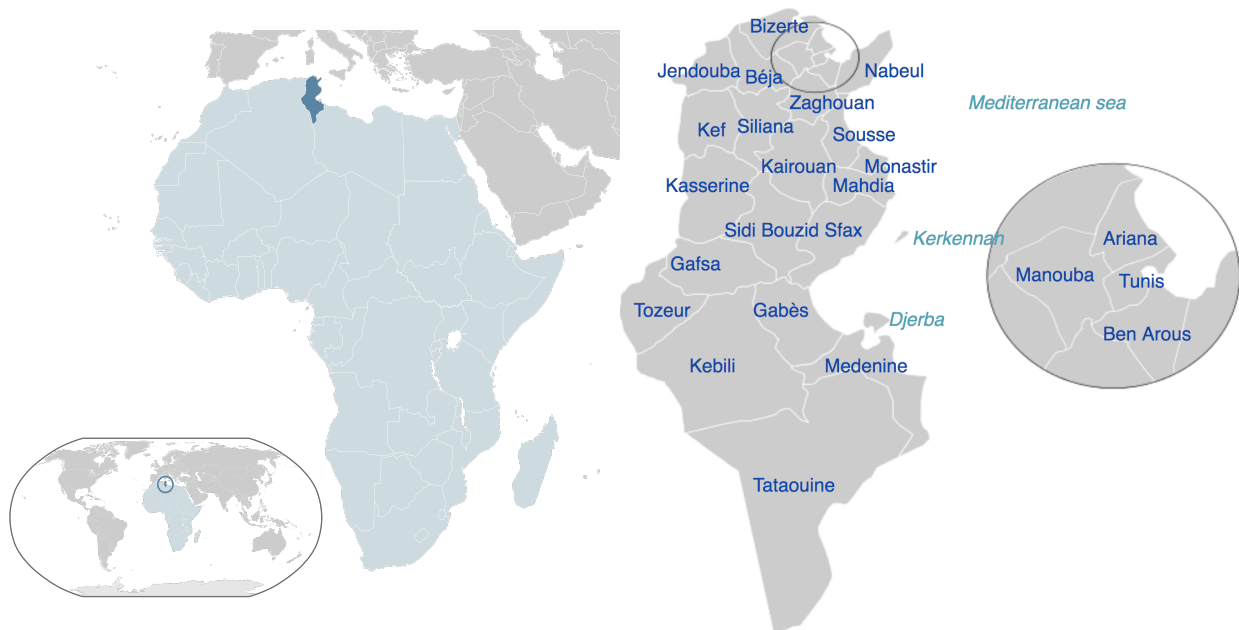 Bizerte
Jendouba
Béja
Nabeul
Zaghouan
Mediterranean sea
Kef
Siliana
Sousse
Kairouan
Monastir
Kasserine
Mahdia
Sidi Bouzid
Sfax
Kerkennah
Gafsa
Tozeur
Gabès
Djerba
Kebili
Medenine
Tataouine
Ariana
Manouba
Tunis
Ben Arous